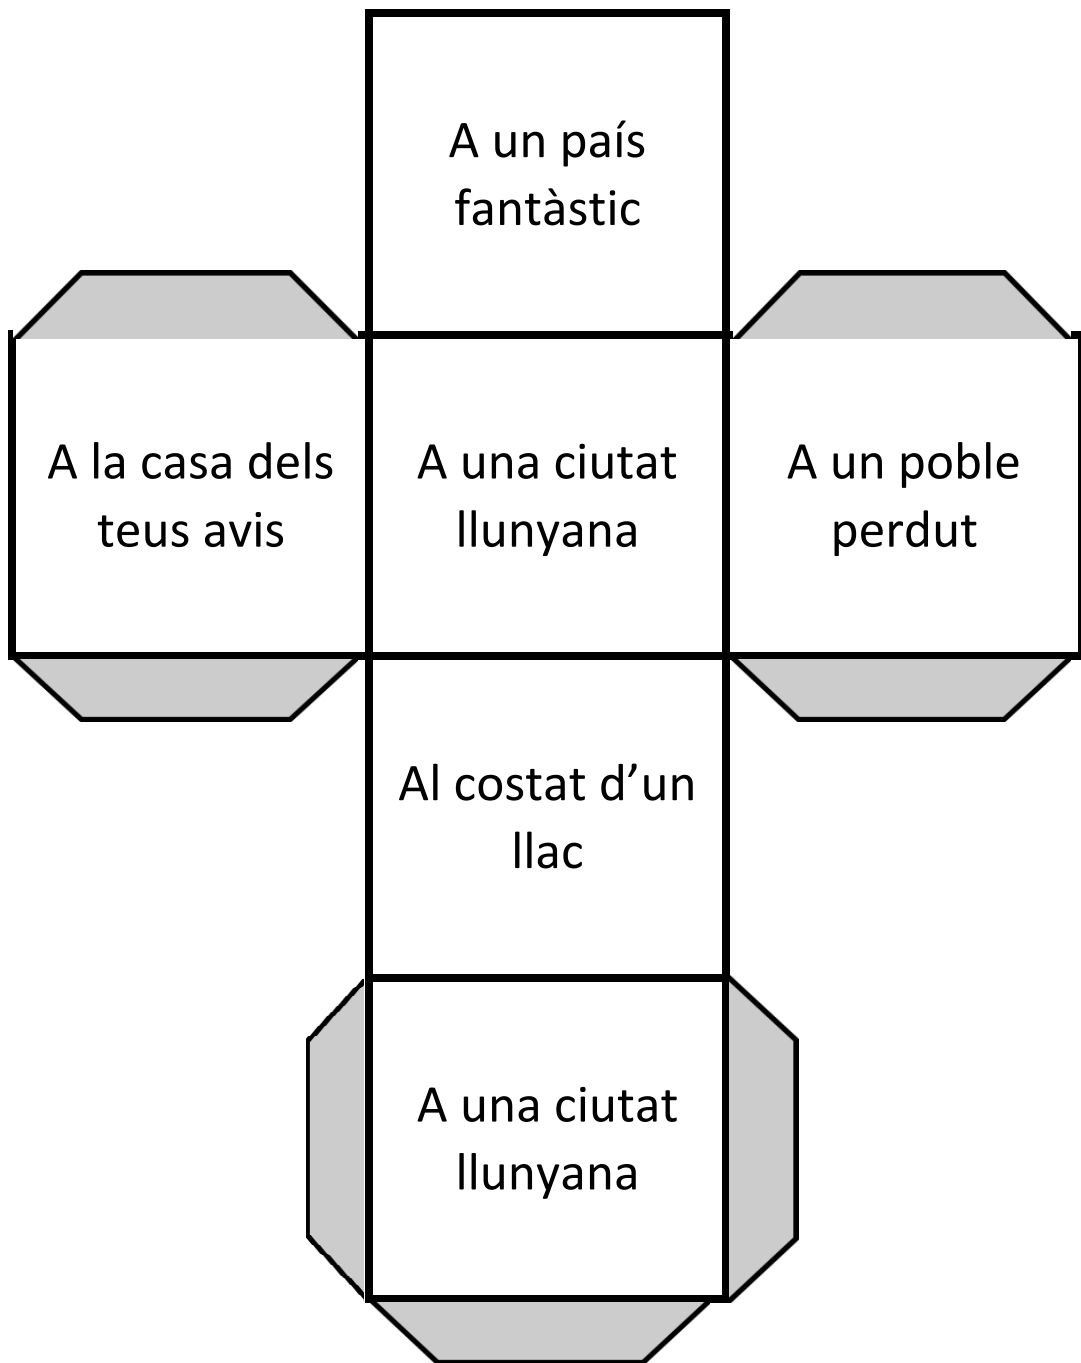 A un país
fantàstic
A la casa dels
teus avis
A una ciutat
llunyana
A un poble
perdut
Al costat d’un
llac
A una ciutat
llunyana